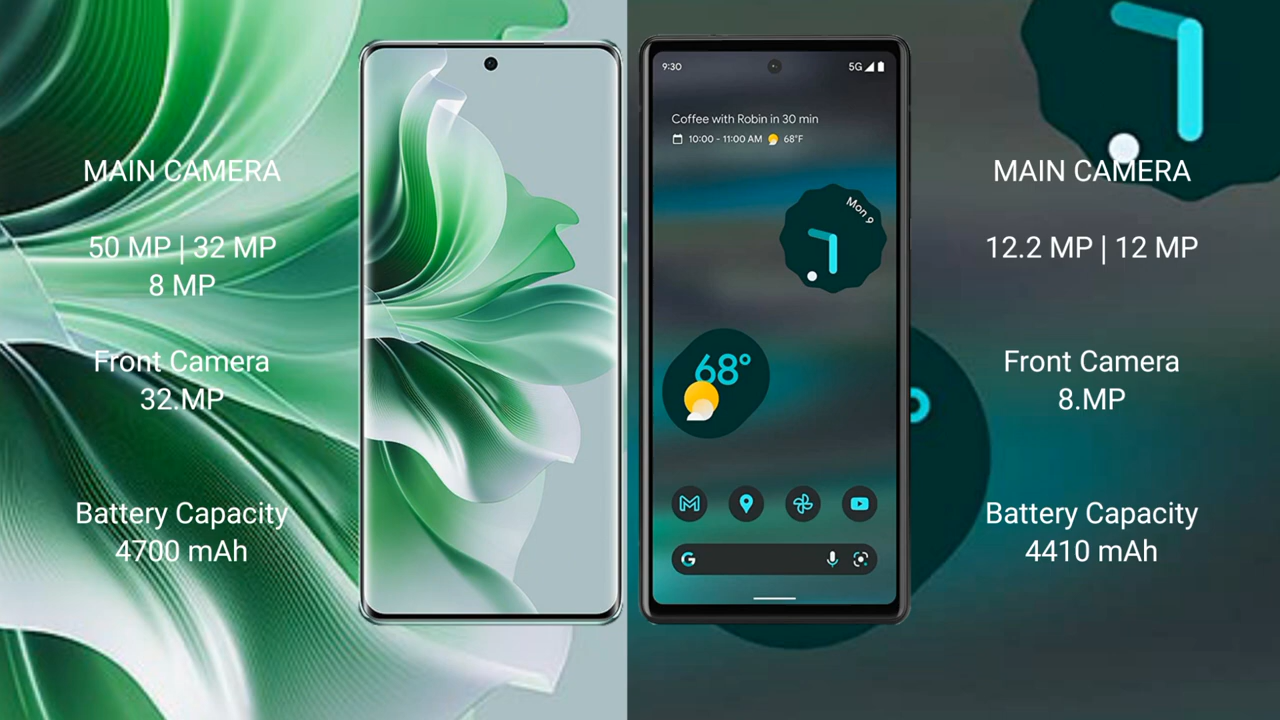 MAIN CAMERA
50 MP | 32 MP
8 MP
Front Camera
32.MP
Battery Capacity
4700 mAh
9:30
5G
Coffee with Robin in 30 min
10:00 - 11:00 AM 68°F
Mon 9
68°
G
MAIN CAMERA
12.2 MP | 12 MP
Front Camera
8.MP
Battery Capacity
4410 mAh